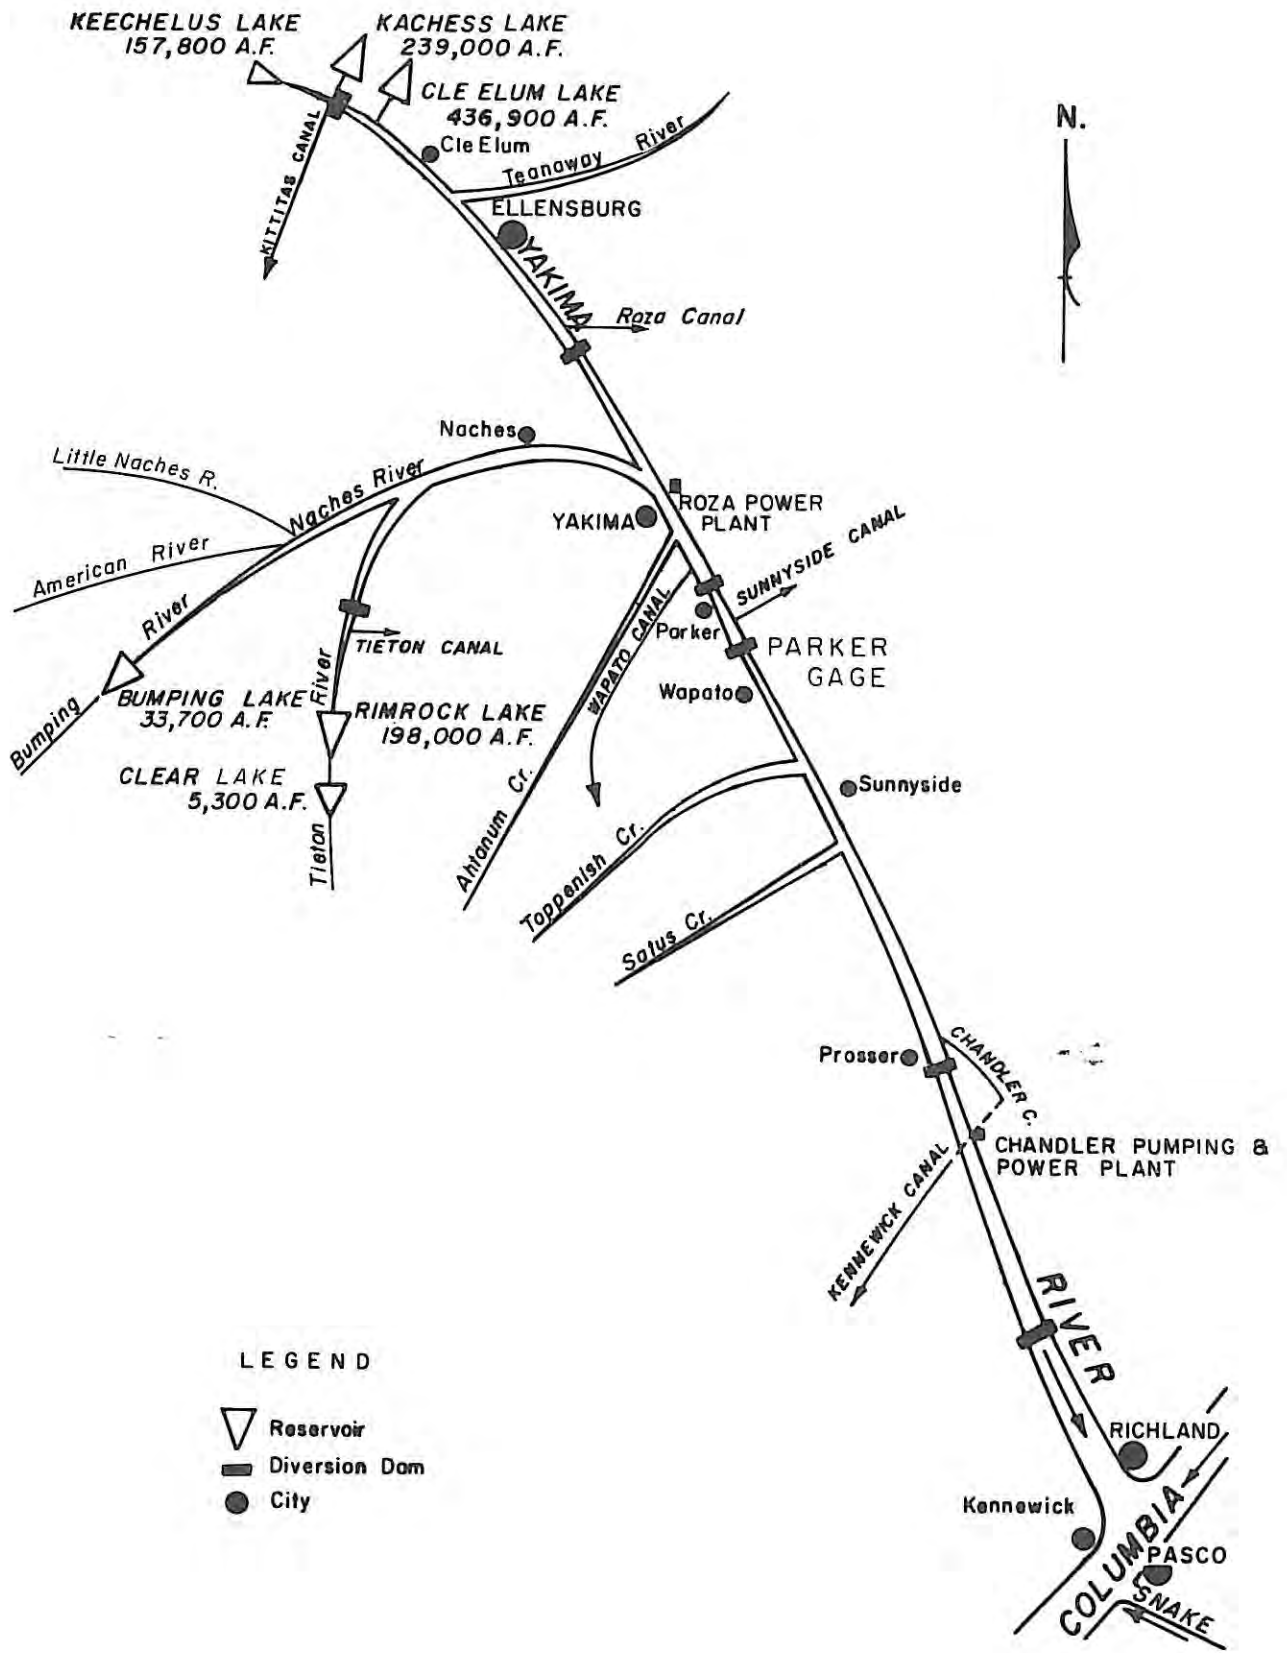 KEECHELUS LAKE
157,800 A.F.
KACHESS LAKE
239,000 A.F.
CLE ELUM LAKE
436,900 A.F.
Cle Elum
KITTITAS CANAL
Teanaway River
N.
ELLENSBURG
YAKIMA
Roza Canal
Naches
Little Naches R.
Naches River
American River
YAKIMA
ROZA POWER
PLANT
SUNNYSIDE CANAL
River
TIETON CANAL
WAPATO CANAL
Parker
PARKER
GAGE
Wapato
River
BUMPING LAKE
33,700 A.F.
RIMROCK LAKE
198,000 A.F.
Bumping
CLEAR LAKE
5,300 A.F.
Tieton
Ahtanum Cr.
Sunnyside
Toppenish Cr.
Satus Cr.
Prosser
CHANDLER C.
CHANDLER PUMPING &
POWER PLANT
KENNEWICK CANAL
RIVER
LEGEND
Reservoir
Diversion Dam
City
RICHLAND
Kennewick
COLUMBIA
PASCO
SNAKE